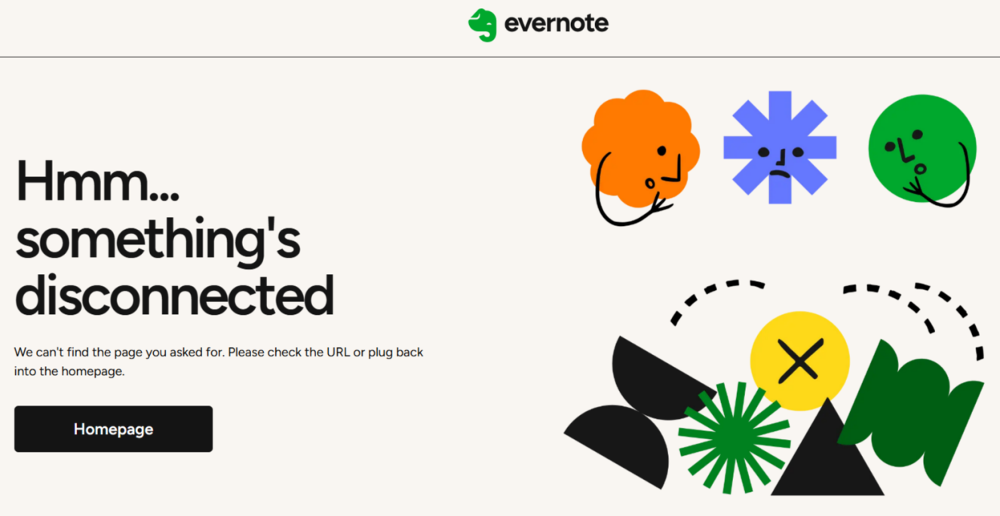 evernote
Hmm...
something's
disconnected
We can't find the page you asked for. Please check the URL or plug back
into the homepage.
Homepage